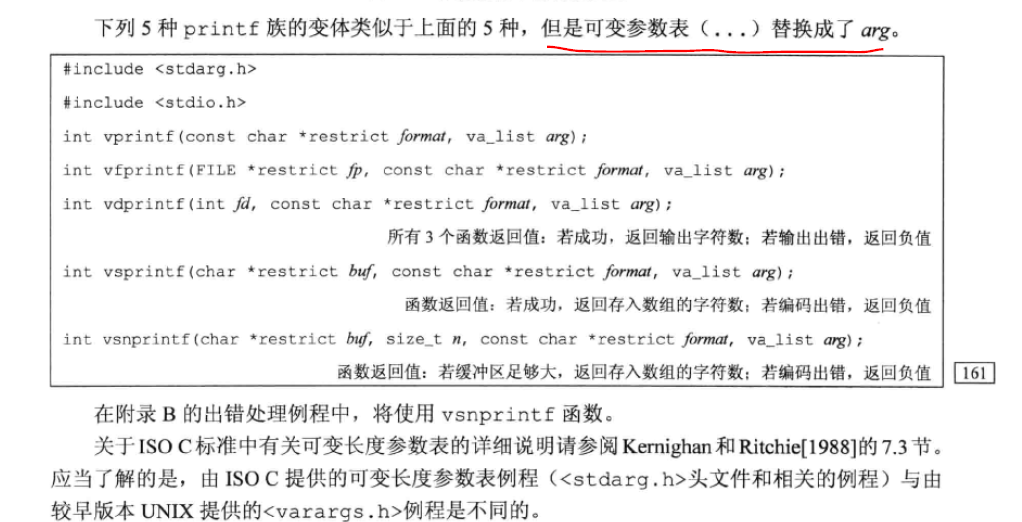 下列 5 种 printf 族的变体类似于上面的 5 种，但是可变参数表（...）替换成了 arg。
#include <stdarg.h>
#include <stdio.h>
int vprintf(const char *restrict format, va_list arg);
int vfprintf(FILE *restrict fp, const char *restrict format, va_list arg);
int vdprintf(int fd, const char *restrict format, va_list arg);
所有 3 个函数返回值：若成功，返回输出字符数；若输出出错，返回负值
int vsprintf(char *restrict buf, const char *restrict format, va_list arg);
函数返回值：若成功，返回存入数组的字符数；若编码出错，返回负值
int vsnprintf(char *restrict buf, size_t n, const char *restrict format, va_list arg);
函数返回值：若缓冲区足够大，返回存入数组的字符数；若编码出错，返回负值
161
在附录 B 的出错处理例程中，将使用 vsnprintf 函数。
关于 ISO C 标准中有关可变长度参数表的详细说明请参阅 Kernighan 和 Ritchie[1988]的 7.3 节。
应当了解的是，由 ISO C 提供的可变长度参数表例程（<stdarg.h>头文件和相关的例程）与由
较早版本 UNIX 提供的<varargs.h>例程是不同的。